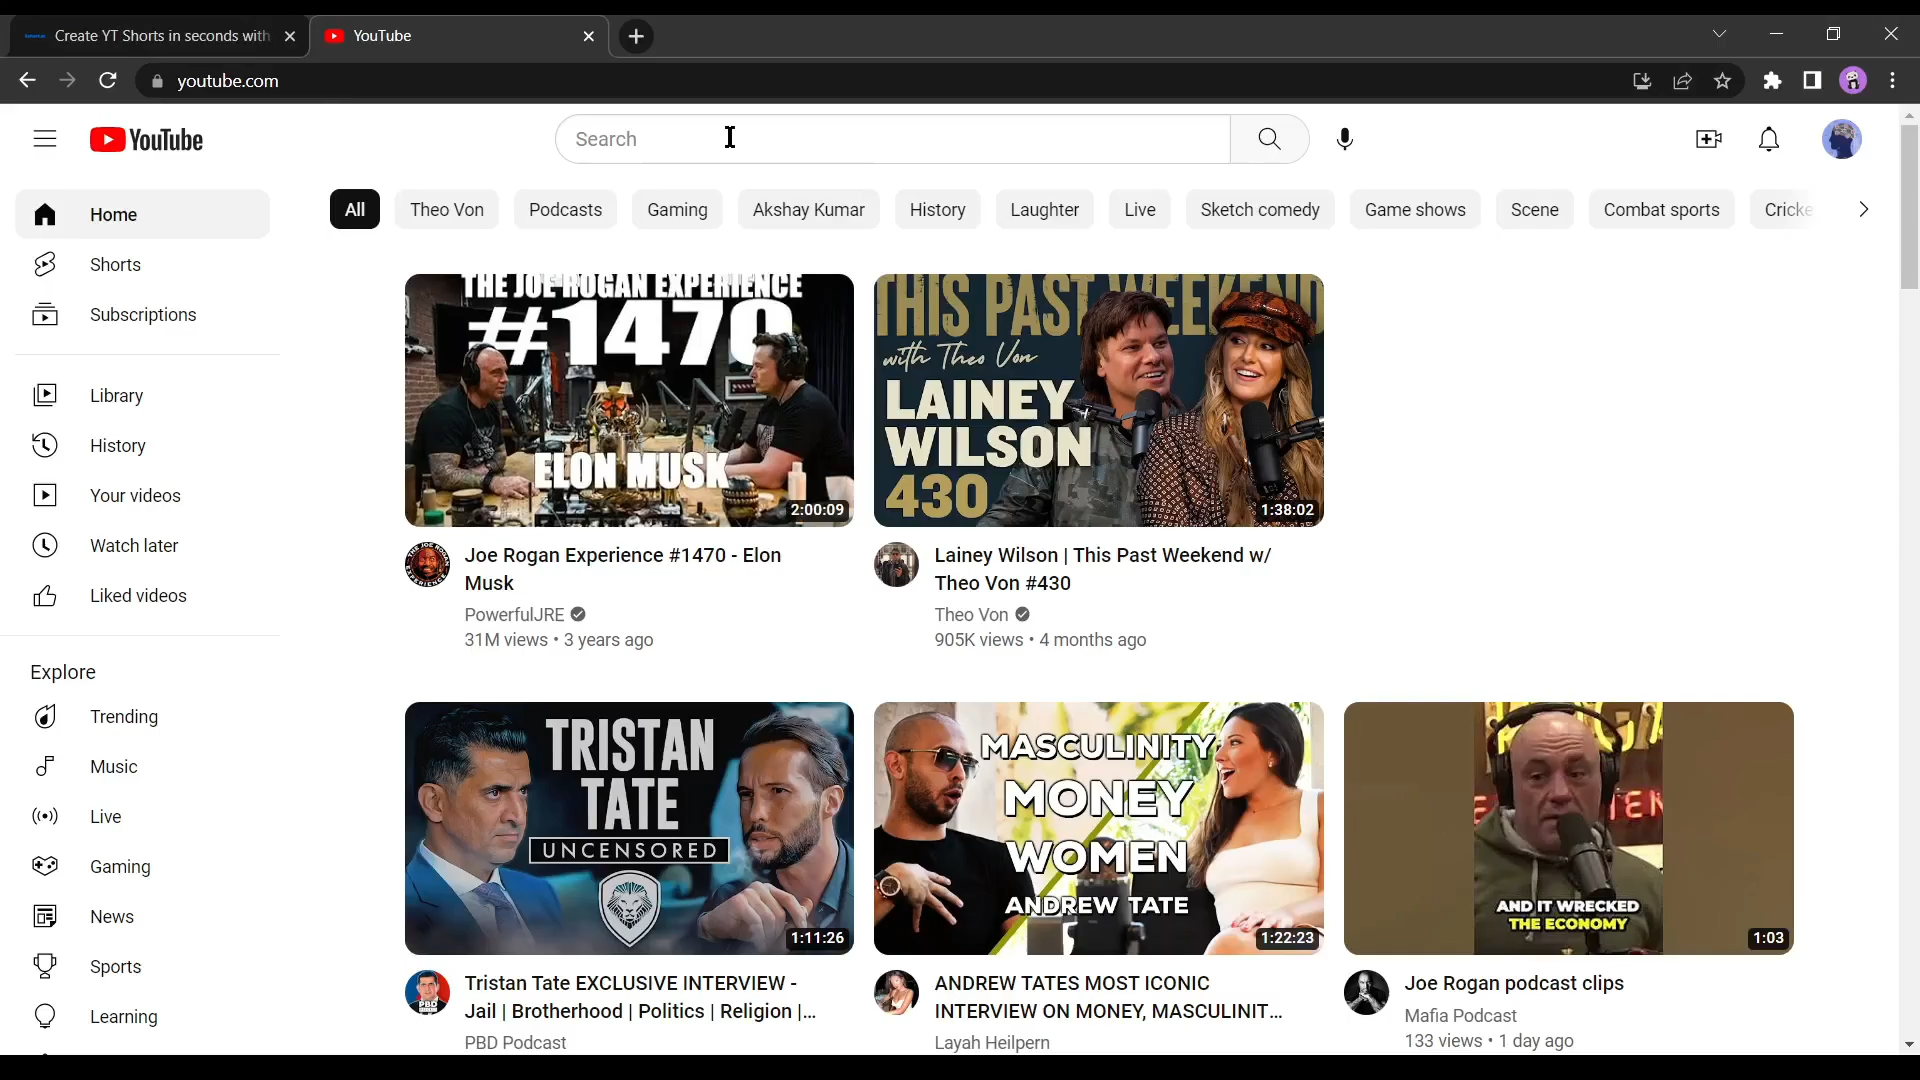 Create YT Shorts in seconds with
YouTube
youtube.com
YouTube
Search
Home
Shorts
Subscriptions
Library
History
Your videos
Watch later
Liked videos
Explore
Trending
Music
Live
Gaming
News
Sports
Learning
All
Theo Von
Podcasts
Gaming
Akshay Kumar
History
Laughter
Live
Sketch comedy
Game shows
Scene
Combat sports
Cricke
THE JOE ROGAN EXPERIENCE
#1470
ELON MUSK
2:00:09
Joe Rogan Experience #1470 - Elon
Musk
PowerfulJRE
31M views • 3 years ago
THIS PAST WEEKEND
with Theo Von
LAINEY
WILSON
430
1:38:02
Lainey Wilson | This Past Weekend w/
Theo Von #430
Theo Von
905K views • 4 months ago
TRISTAN
TATE
UNCENSORED
1:11:26
PBD
Tristan Tate EXCLUSIVE INTERVIEW -
Jail | Brotherhood | Politics | Religion |...
PBD Podcast
MASCULINITY
MONEY
WOMEN
ANDREW TATE
1:22:23
ANDREW TATES MOST ICONIC
INTERVIEW ON MONEY, MASCULINIT...
Layah Heilpern
AND IT WRECKED
THE ECONOMY
1:03
Joe Rogan podcast clips
Mafia Podcast
133 views • 1 day ago